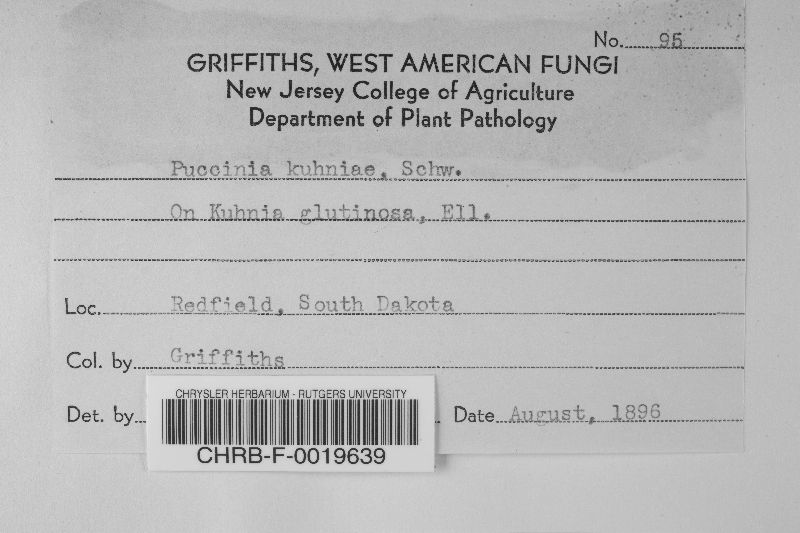 No. 95
GRIFFITHS, WEST AMERICAN FUNGI
New Jersey College of Agriculture
Department of Plant Pathology
Puccinia kuhniae, Schw.
On Kuhnia glutinosa, Ell.
Loc. Redfield, South Dakota
Col. by Griffiths
Det. by Date August, 1896
CHRYSLER HERBARIUM - RUTGERS UNIVERSITY
CHRB-F-0019639